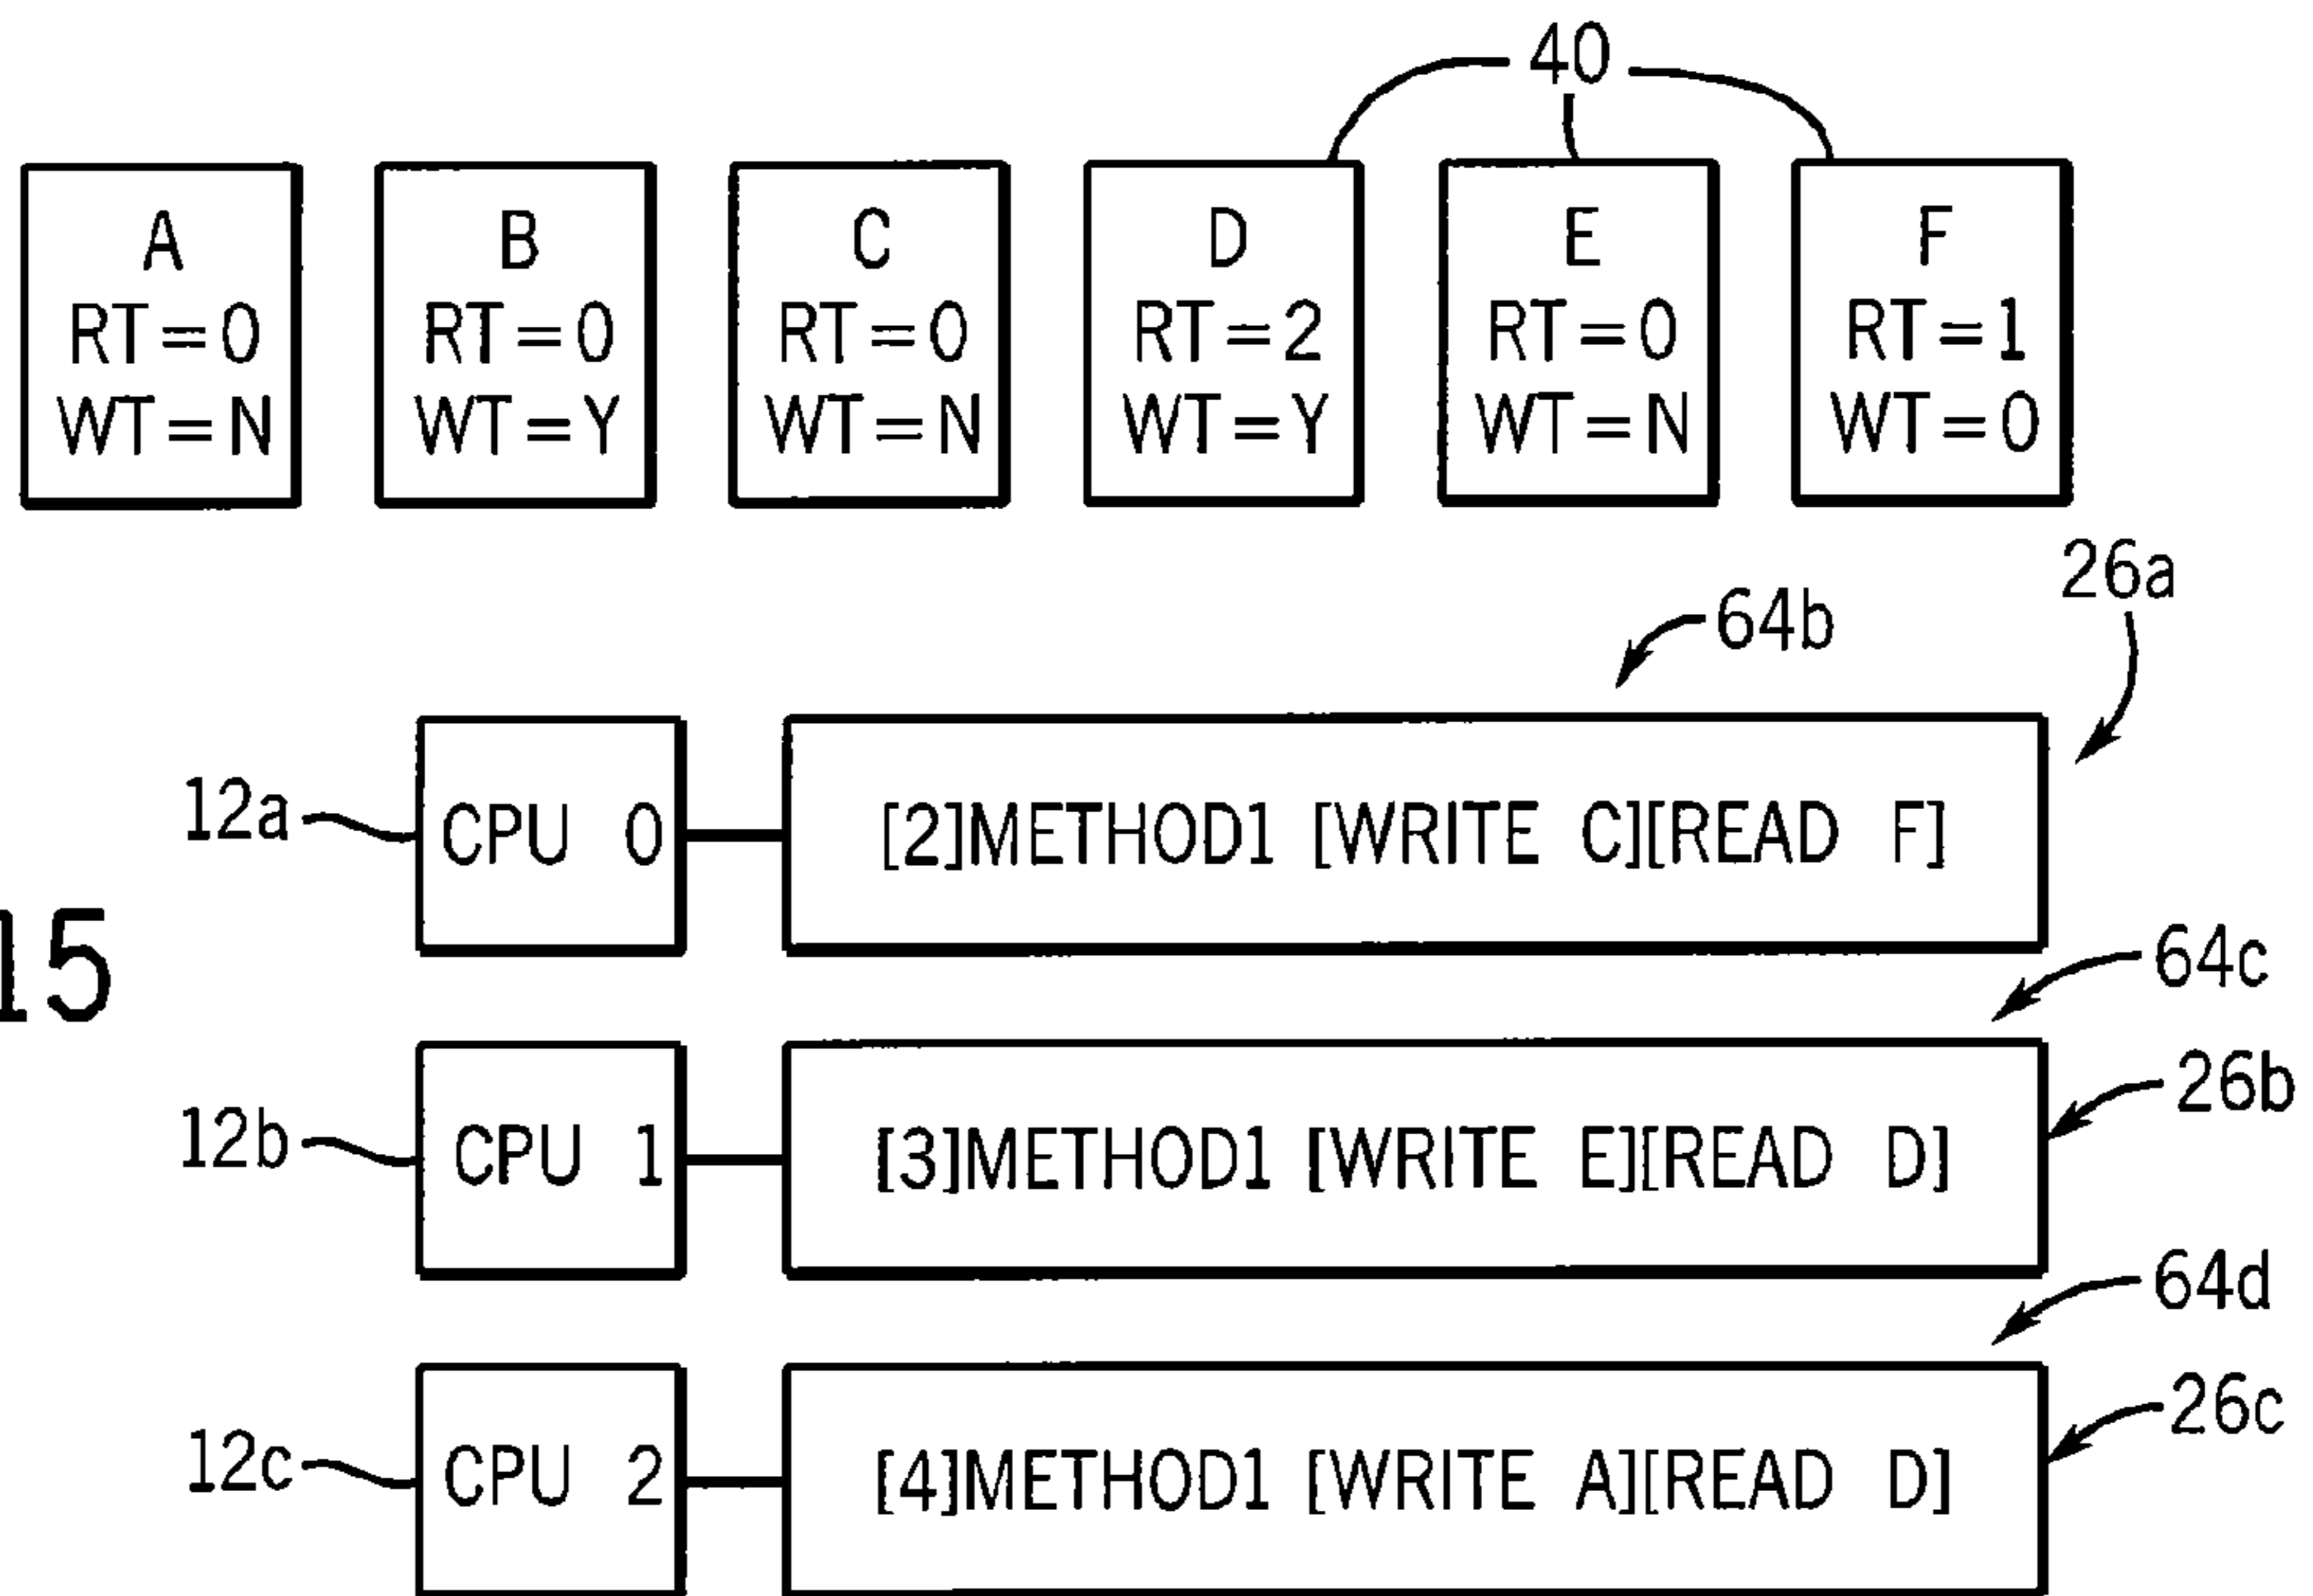 40
A B C D E F
RT=0 RT=0 RT=0 RT=2 RT=0 RT=1
WT=N WT=Y WT=N WT=Y WT=N WT=0
26a
64b
12a CPU 0 [2]METHOD1 [WRITE C][READ F]
15
64c
26b
12b CPU 1 [3]METHOD1 [WRITE E][READ D]
64d
26c
12c CPU 2 [4]METHOD1 [WRITE A][READ D]